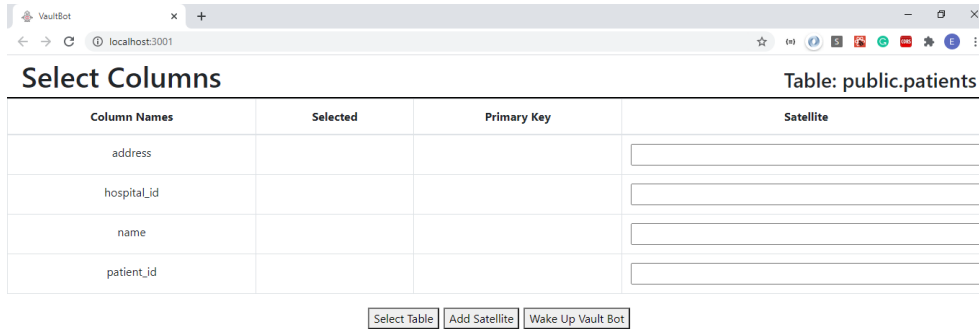 VaultBot
localhost:3001
Select Columns
Table: public.patients
Column Names Selected Primary Key Satellite
address
hospital_id
name
patient_id
Select Table Add Satellite Wake Up Vault Bot